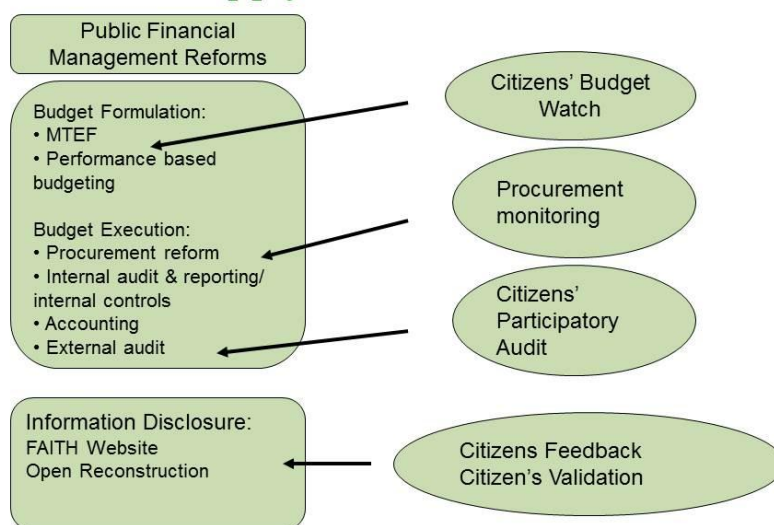 Public Financial
Management Reforms
Budget Formulation:
• MTEF
• Performance based
budgeting
Budget Execution:
• Procurement reform
• Internal audit & reporting/
internal controls
• Accounting
• External audit
Information Disclosure:
FAITH Website
Open Reconstruction
Citizens’ Budget
Watch
Procurement
monitoring
Citizens’
Participatory
Audit
Citizens Feedback
Citizen’s Validation